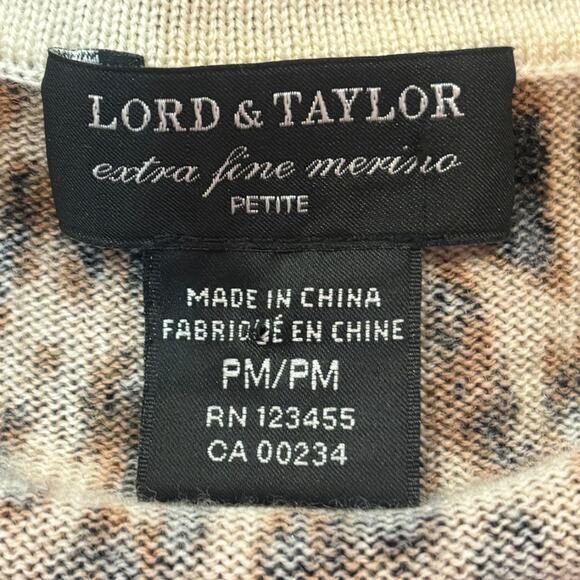 LORD & TAYLOR
extra fine merino
PETITE
MADE IN CHINA
FABRIQUÉ EN CHINE
PM/PM
RN 123455
CA 00234